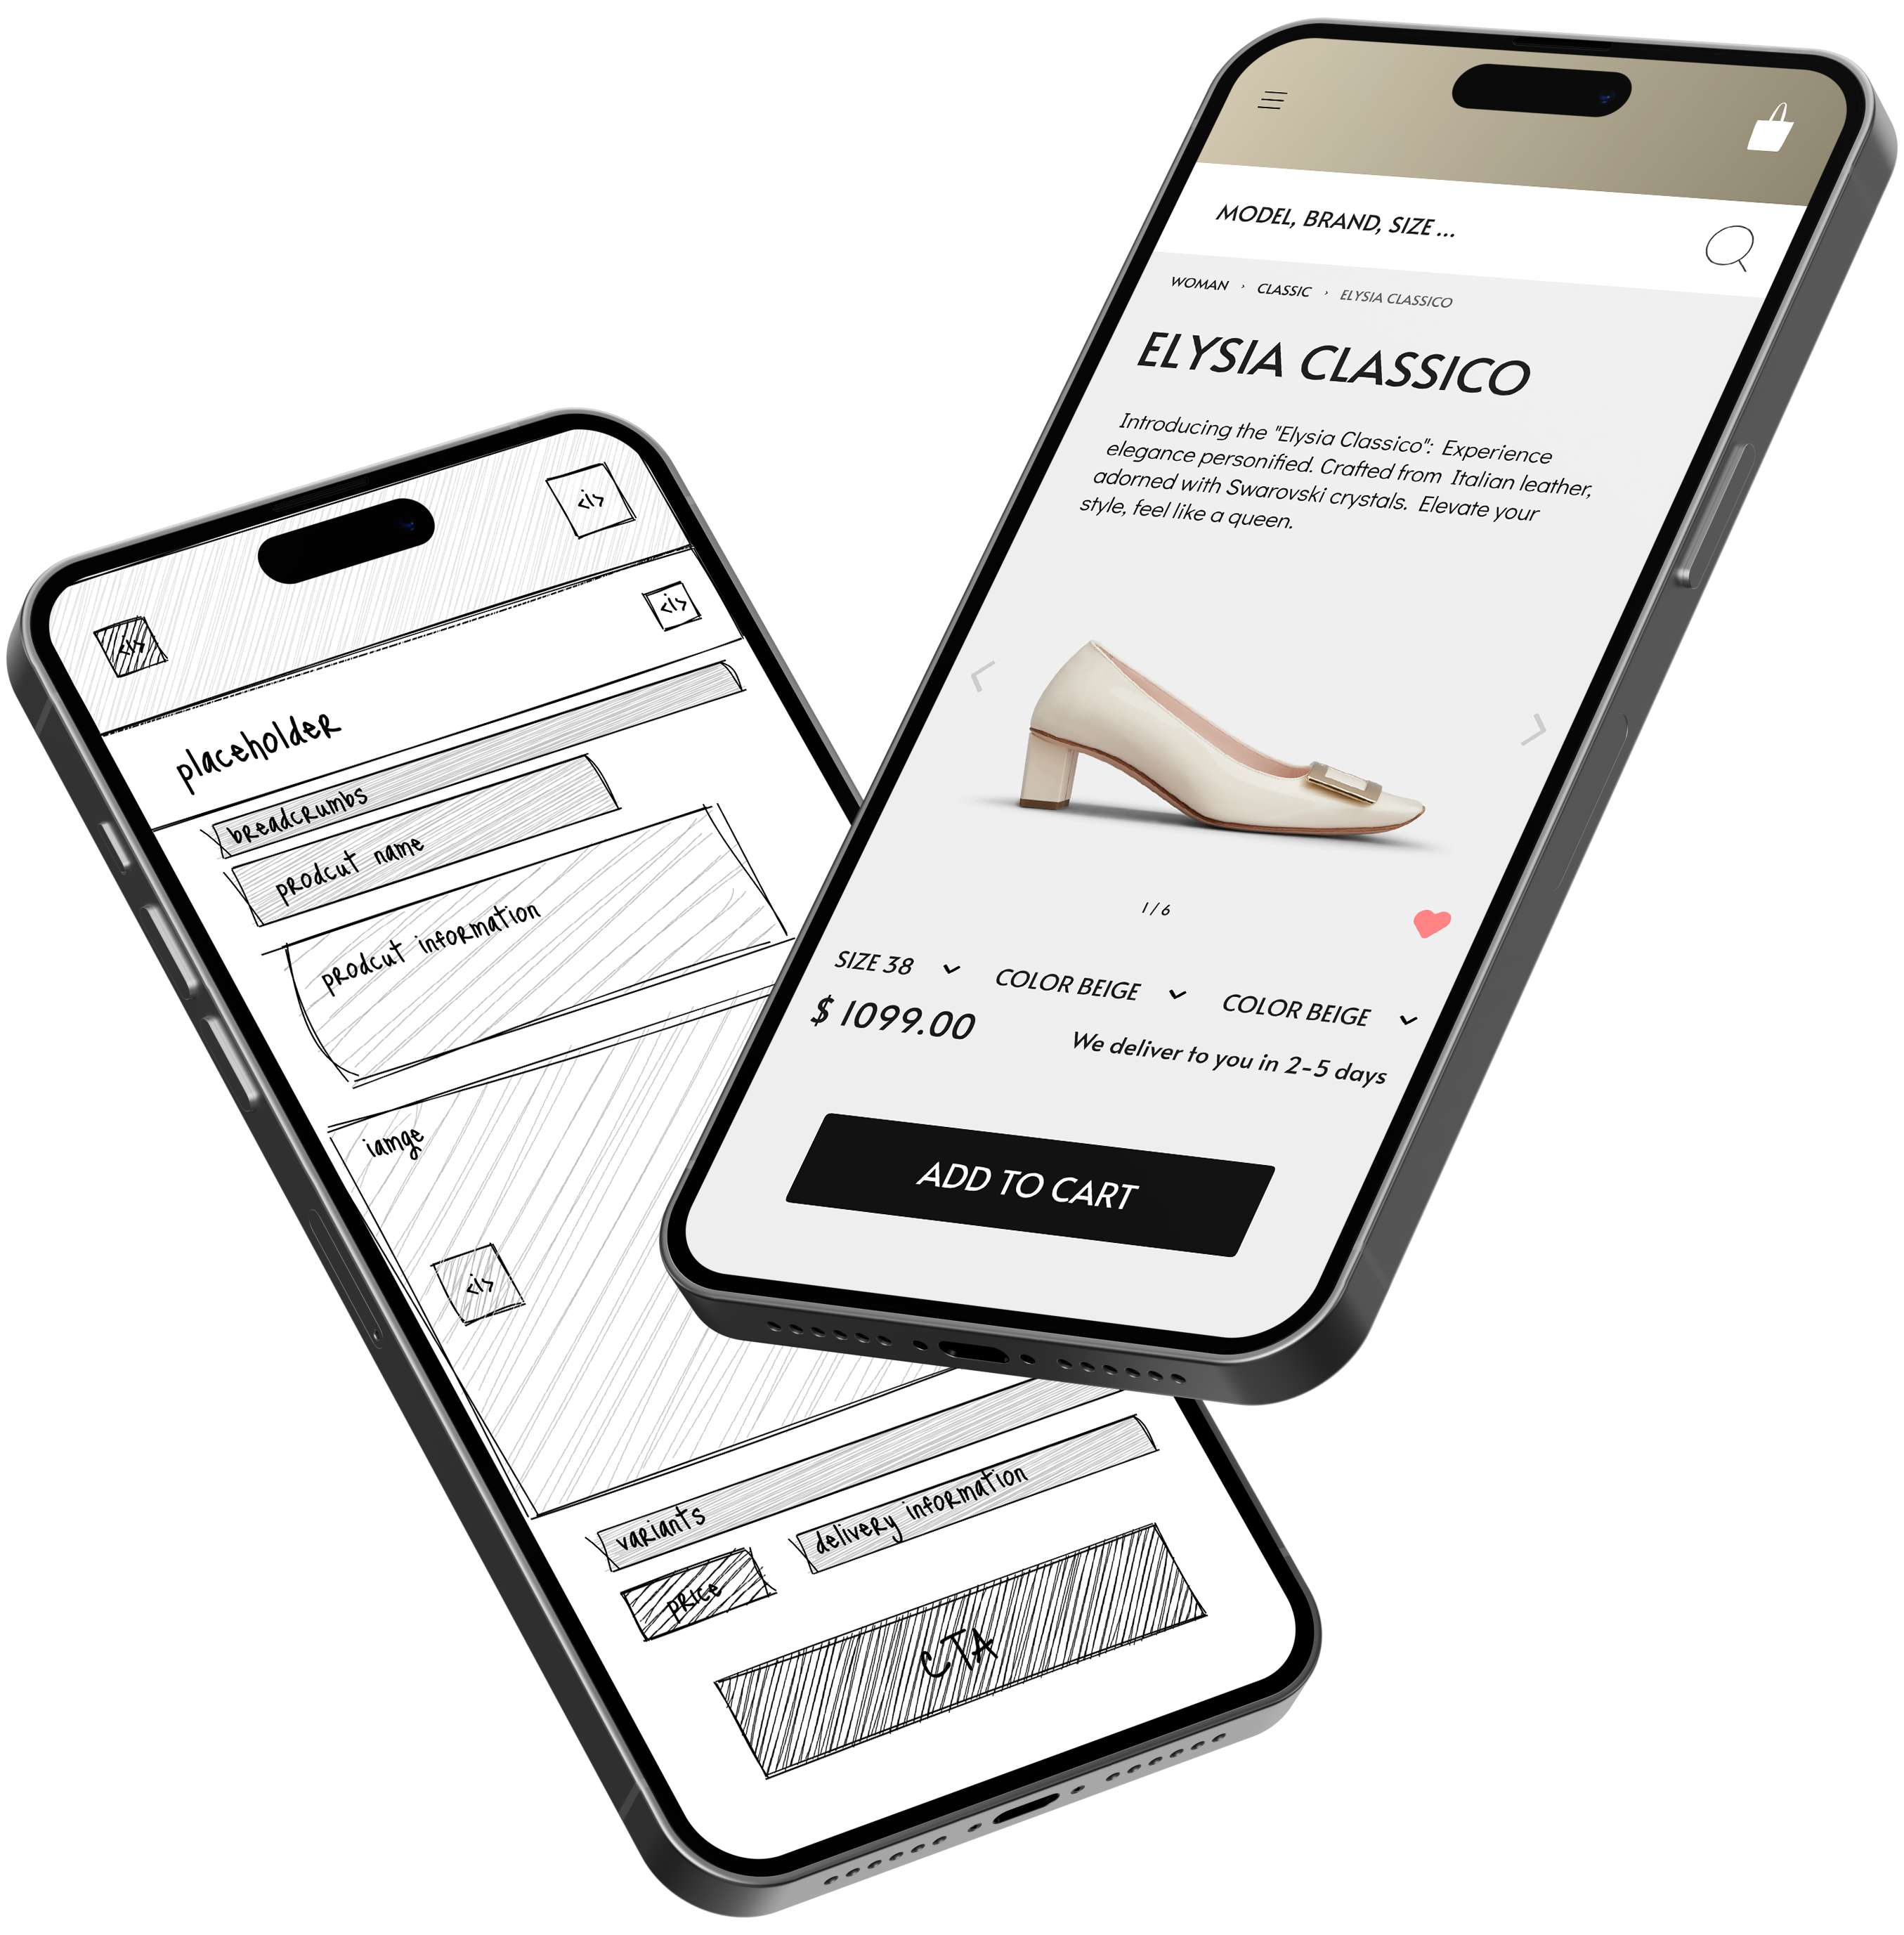 MODEL, BRAND, SIZE ...
WOMAN › CLASSIC › ELYSIA CLASSICO
ELYSIA CLASSICO
Introducing the "Elysia Classico": Experience
elegance personified. Crafted from Italian leather,
adorned with Swarovski crystals. Elevate your
style, feel like a queen.
1 / 6
SIZE 38 COLOR BEIGE COLOR BEIGE
$ 1099.00
We deliver to you in 2-5 days
ADD TO CART
<i>
<i>
<i>
placeholder
breadcrumbs
prodcut name
prodcut information
iamge
<i>
variants
delivery information
price
CTA